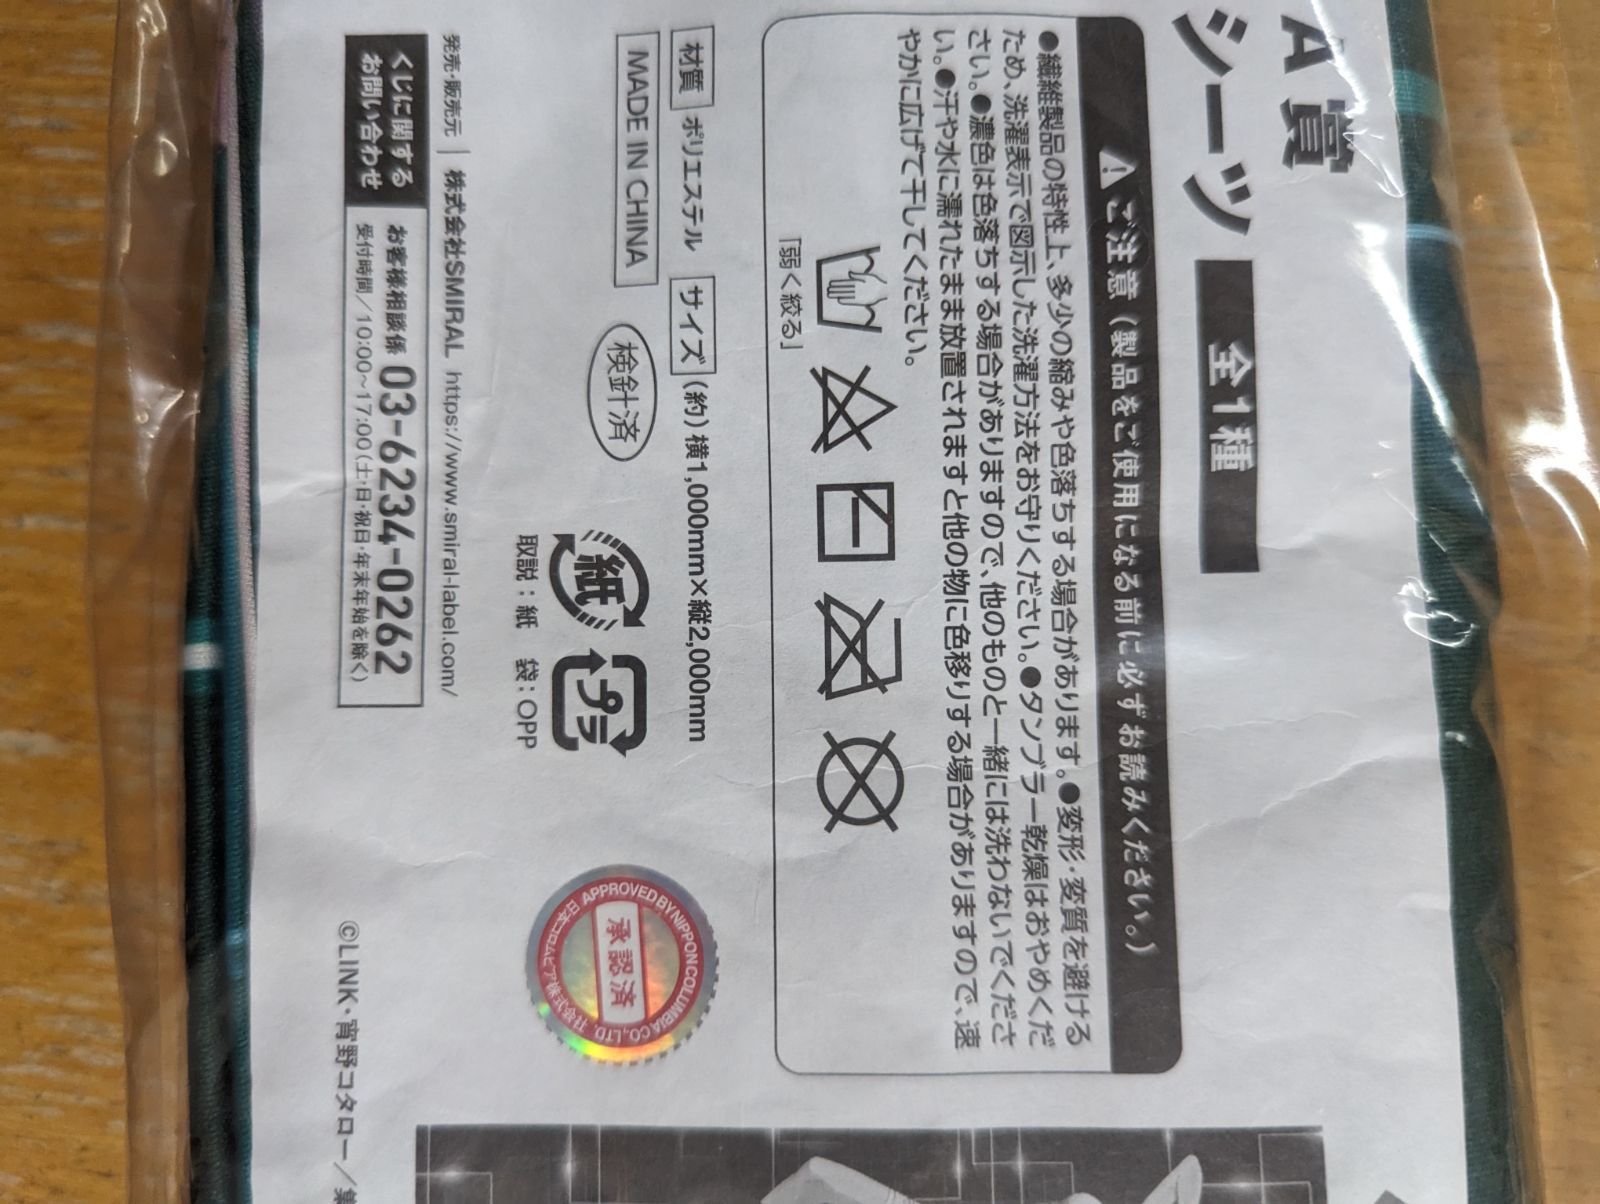 A賞
シーツ 全1種
ご注意(製品をご使用になる前に必ずお読みください。)
●繊維製品の特性上、多少の縮みや色落ちする場合があります。●変形・変質を避ける
ため、洗濯表示で図示した洗濯方法をお守りください。●タンブラー乾燥はおやめくだ
さい。●濃色は色落ちする場合がありますので、他のものと一緒には洗わないでくださ
い。●汗や水に濡れたまま放置されますと他の物に色移りする場合がありますので、速
やかに広げて干してください。
「弱く絞る」
材質 ポリエステル サイズ (約)横1,000mm×縦2,000mm
MADE IN CHINA 検針済
紙 プラ
取説:紙 袋:OPP
発売・販売元 株式会社SMIRAL https://www.smiral-label.com/
くじに関する
お問い合わせ
お客様相談係 03-6234-0262
受付時間/10:00~17:00(土・日・祝日・年末年始を除く)
APPROVED BY NIPPON COLUMBIA CO.,LTD.
承認済
日本コロムビア株式会社
©LINK・宵野コタロー/集